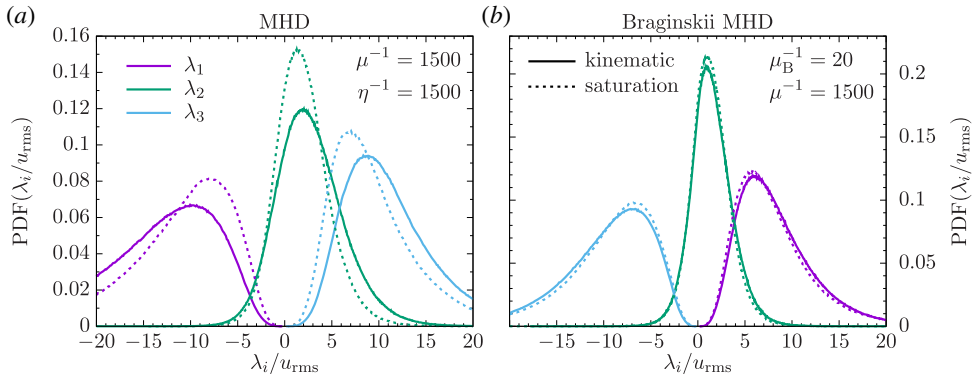 (a) MHD
PDF(λi/urms)
0.16
0.14
0.12
0.1
0.08
0.06
0.04
0.02
0
λ1
λ2
λ3
μ⁻¹ = 1500
η⁻¹ = 1500
−20 −15 −10 −5 0 5 10 15 20
λi/urms
(b) Braginskii MHD
kinematic
saturation
μB⁻¹ = 20
μ⁻¹ = 1500
0.2
0.15
0.1
0.05
0
PDF(λi/urms)
−15 −10 −5 0 5 10 15 20
λi/urms